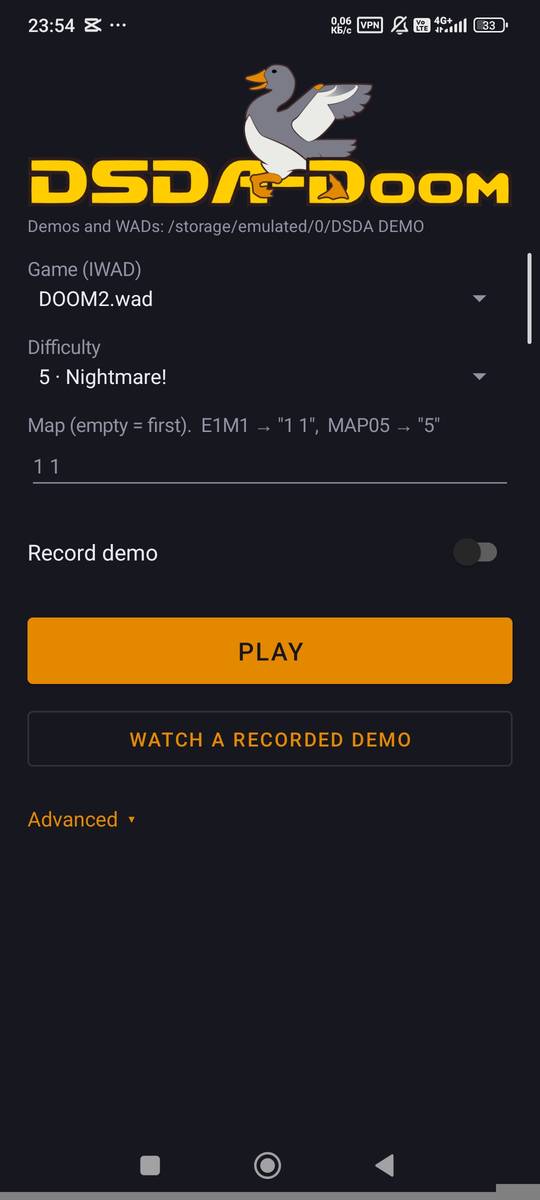 23:54
0,06
КБ/с
VPN
Vo
LTE
4G+
33
DSDA-DOOM
Demos and WADs: /storage/emulated/0/DSDA DEMO
Game (IWAD)
DOOM2.wad
Difficulty
5 · Nightmare!
Map (empty = first).  E1M1 → "1 1",  MAP05 → "5"
1 1
Record demo
PLAY
WATCH A RECORDED DEMO
Advanced ▾